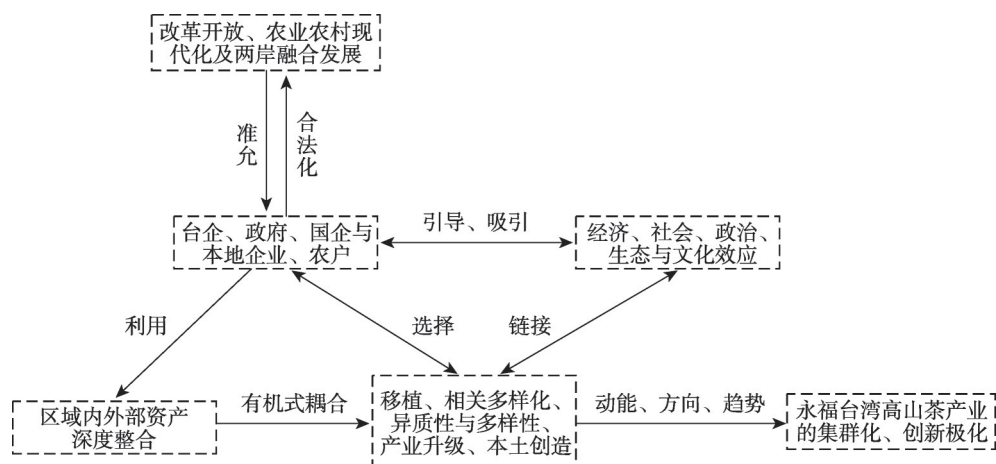 改革开放、农业农村现
代化及两岸融合发展
准允
合法化
台企、政府、国企与
本地企业、农户
引导、吸引
经济、社会、政治、
生态与文化效应
利用
选择
链接
区域内外部资产
深度整合
有机式耦合
移植、相关多样化、
异质性与多样性、
产业升级、本土创造
动能、方向、趋势
永福台湾高山茶产业
的集群化、创新极化